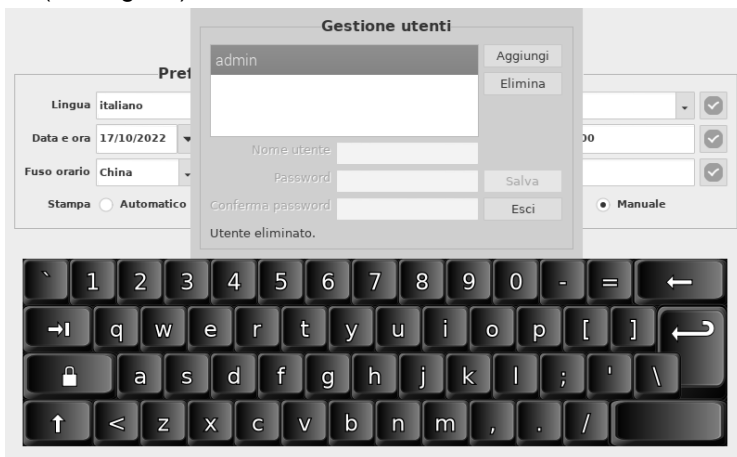 Gestione utenti
admin
Aggiungi
Elimina
Pref
Lingua italiano
Data e ora 17/10/2022 00
Nome utente
Fuso orario China
Password
Salva
Stampa Automatico Manuale
Conferma password
Esci
Utente eliminato.
` 1 2 3 4 5 6 7 8 9 0 - =
q w e r t y u i o p [ ]
a s d f g h j k l ; ' \
< z x c v b n m , . /